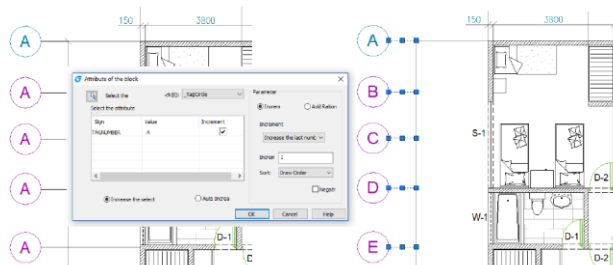 150 3800
A
A
A
A
A
Attribute of the block
Select the
_TagCircle
Select the attribute
Sign Value Increment
TAGNUMBER A
Increase the select
Auto Increa
Parameter
Increm
Add Ration
Increment
Increase the last numb
Increa 1
Sort: Draw Order
Negati
OK Cancel Help
D-1
150 3800
A
B
C
D
E
S-1
W-1
D-2
D-1
D-2